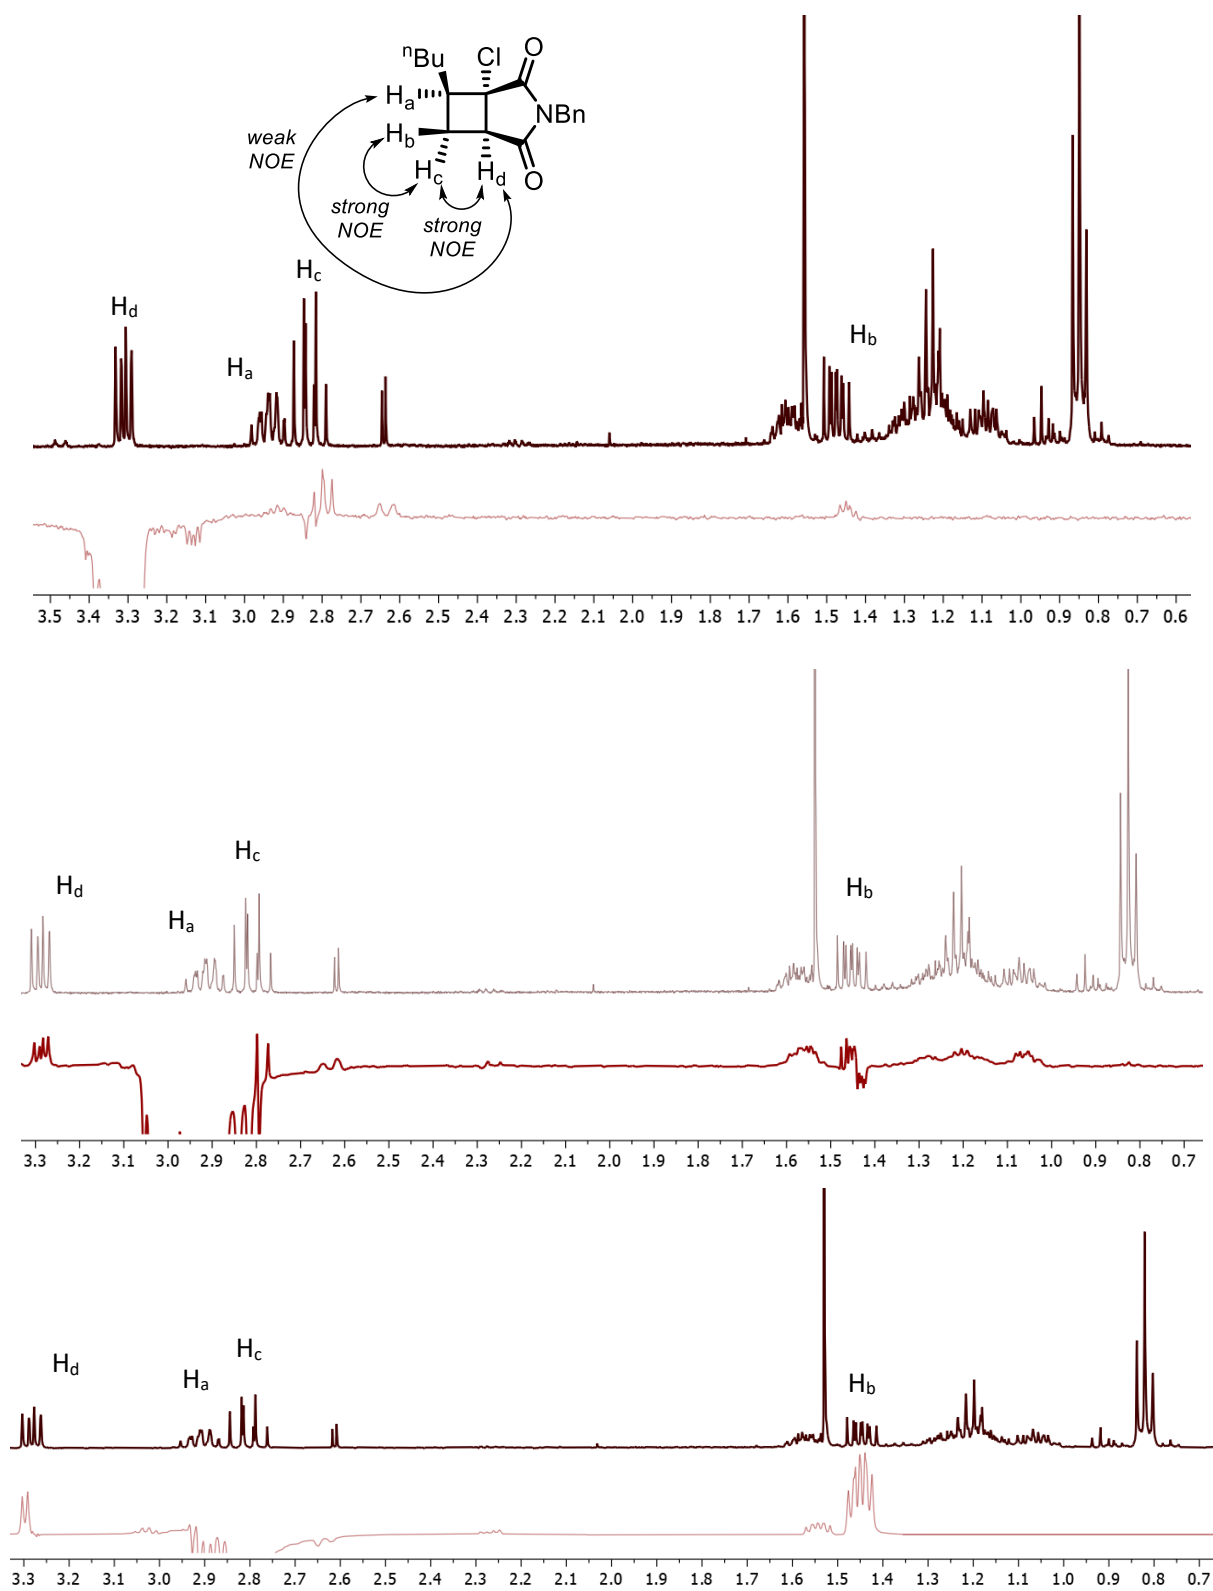 ⁿBu Cl O
Hₐ
NBn
H_b
weak
NOE
H_c H_d O
strong
NOE
strong
NOE
H_d
H_a
H_c
H_b
3.5 3.4 3.3 3.2 3.1 3.0 2.9 2.8 2.7 2.6 2.5 2.4 2.3 2.2 2.1 2.0 1.9 1.8 1.7 1.6 1.5 1.4 1.3 1.2 1.1 1.0 0.9 0.8 0.7 0.6
H_d
H_a
H_c
H_b
3.3 3.2 3.1 3.0 2.9 2.8 2.7 2.6 2.5 2.4 2.3 2.2 2.1 2.0 1.9 1.8 1.7 1.6 1.5 1.4 1.3 1.2 1.1 1.0 0.9 0.8 0.7
H_d
H_a
H_c
H_b
3.3 3.2 3.1 3.0 2.9 2.8 2.7 2.6 2.5 2.4 2.3 2.2 2.1 2.0 1.9 1.8 1.7 1.6 1.5 1.4 1.3 1.2 1.1 1.0 0.9 0.8 0.7